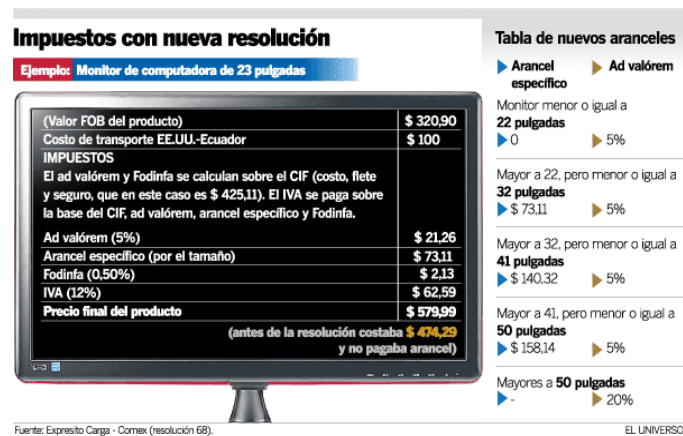 Impuestos con nueva resolución
Ejemplo: Monitor de computadora de 23 pulgadas
(Valor FOB del producto) $ 320,90
Costo de transporte EE.UU.-Ecuador $ 100
IMPUESTOS
El ad valórem y Fodinfa se calculan sobre el CIF (costo, flete
y seguro, que en este caso es $ 425,11). El IVA se paga sobre
la base del CIF, ad valórem, arancel específico y Fodinfa.
Ad valórem (5%) $ 21,26
Arancel específico (por el tamaño) $ 73,11
Fodinfa (0,50%) $ 2,13
IVA (12%) $ 62,59
Precio final del producto $ 579,99
(antes de la resolución costaba $ 474,29
y no pagaba arancel)
Fuente: Expresito Carga - Comex (resolución 68).
Tabla de nuevos aranceles
Arancel específico
Ad valórem
Monitor menor o igual a
22 pulgadas
0 5%
Mayor a 22, pero menor o igual a
32 pulgadas
$ 73,11 5%
Mayor a 32, pero menor o igual a
41 pulgadas
$ 140,32 5%
Mayor a 41, pero menor o igual a
50 pulgadas
$ 158,14 5%
Mayores a 50 pulgadas
- 20%
EL UNIVERSO